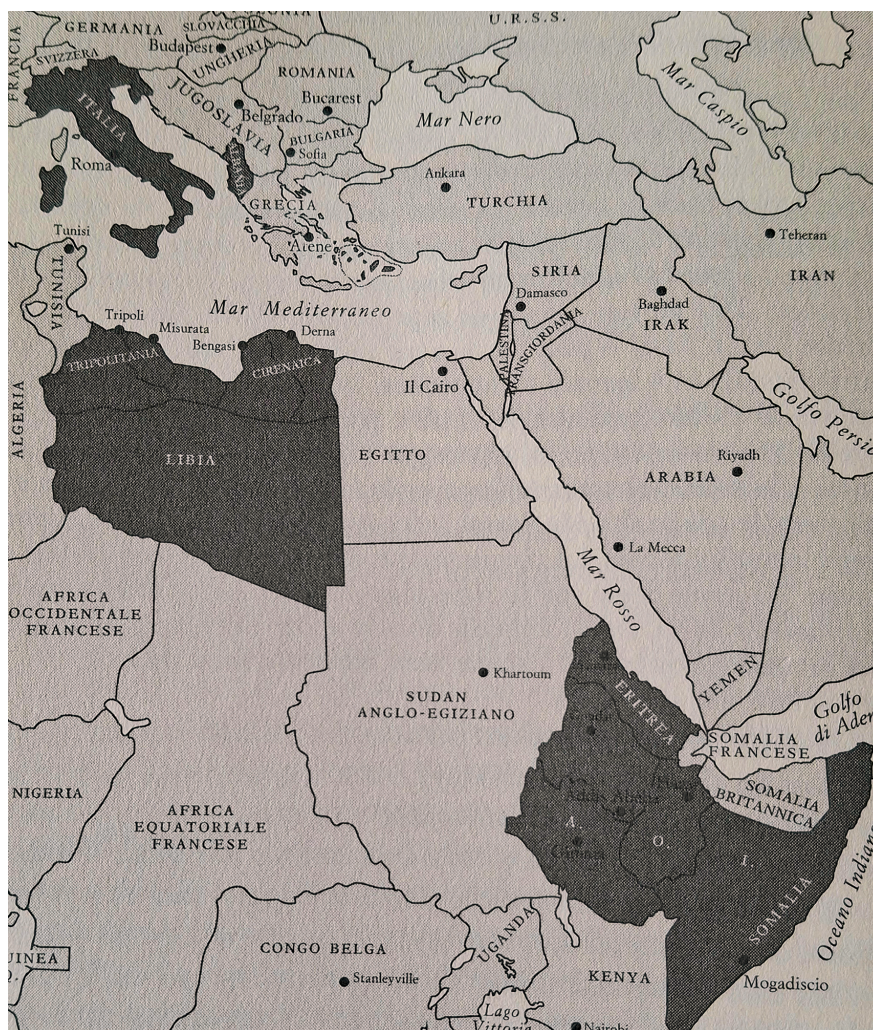 U.R.S.S.
GERMANIA
SLOVACCHIA
Budapest
UNGHERIA
SVIZZERA
FRANCIA
ROMANIA
Bucarest
JUGOSLAVIA
Belgrado
BULGARIA
Sofia
ITALIA
Roma
ALBANIA
GRECIA
Atene
Mar Nero
Mar Caspio
Ankara
TURCHIA
Teheran
IRAN
Tunisi
TUNISIA
SIRIA
Damasco
Baghdad
IRAK
Mar Mediterraneo
PALESTINA
TRANSGIORDANIA
Tripoli
Misurata
Bengasi
Derna
TRIPOLITANIA
CIRENAICA
Il Cairo
Golfo
ALGERIA
LIBIA
EGITTO
Riyadh
ARABIA
La Mecca
Mar Rosso
AFRICA
OCCIDENTALE
FRANCESE
Khartoum
SUDAN
ANGLO-EGIZIANO
ERITREA
YEMEN
Golfo
di Aden
SOMALIA
FRANCESE
SOMALIA
BRITANNICA
NIGERIA
AFRICA
EQUATORIALE
FRANCESE
Addis Abeba
A.
O.
I.
SOMALIA
Oceano Indiano
CONGO BELGA
Stanleyville
UGANDA
KENYA
Mogadiscio
Lago
Vittoria
Nairobi